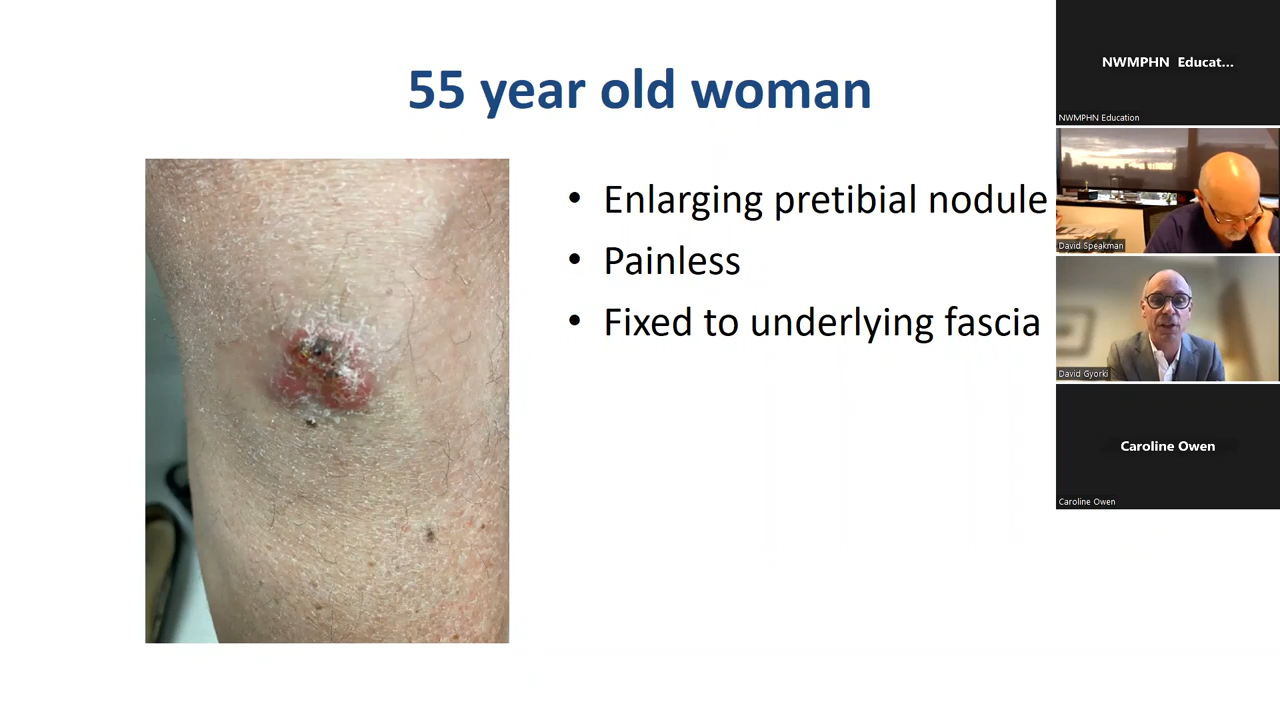 55 year old woman
• Enlarging pretibial nodule
• Painless
• Fixed to underlying fascia
NWMPHN Educat...
NWMPHN Education
David Speakman
David Gyorki
Caroline Owen
Caroline Owen